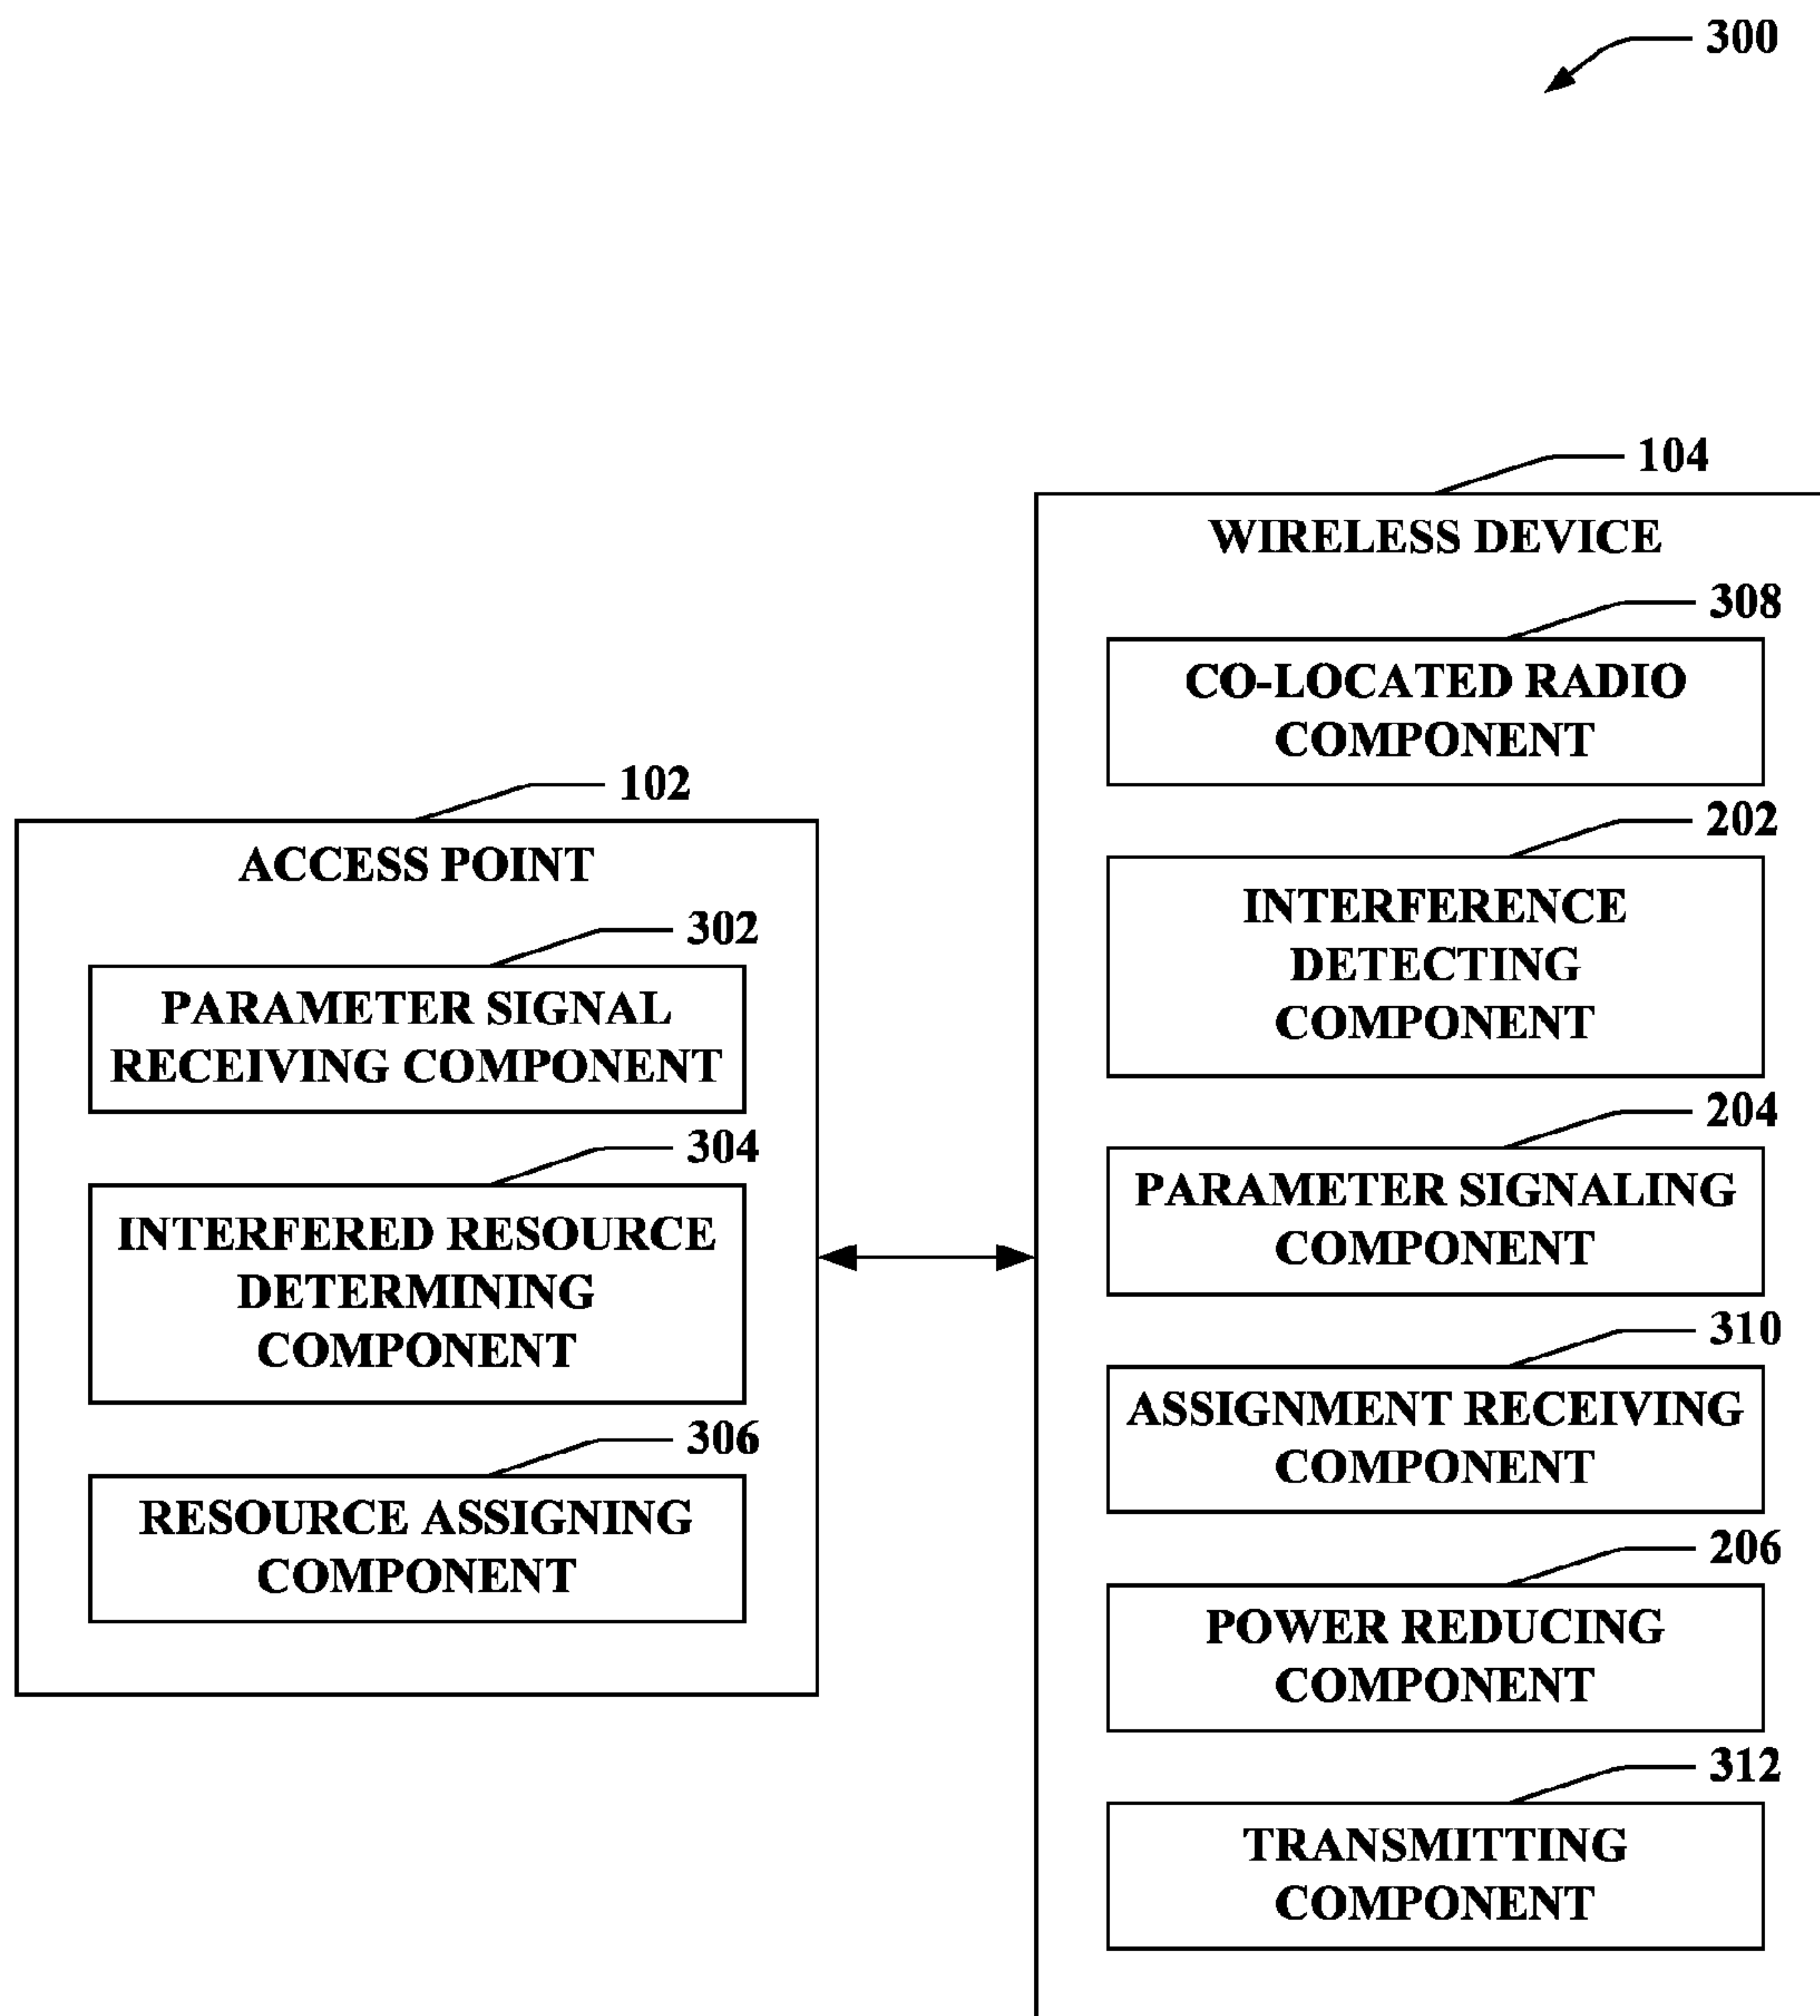 300
104
WIRELESS DEVICE
308
CO-LOCATED RADIO
COMPONENT
202
INTERFERENCE
DETECTING
COMPONENT
204
PARAMETER SIGNALING
COMPONENT
310
ASSIGNMENT RECEIVING
COMPONENT
206
POWER REDUCING
COMPONENT
312
TRANSMITTING
COMPONENT
102
ACCESS POINT
302
PARAMETER SIGNAL
RECEIVING COMPONENT
304
INTERFERED RESOURCE
DETERMINING
COMPONENT
306
RESOURCE ASSIGNING
COMPONENT